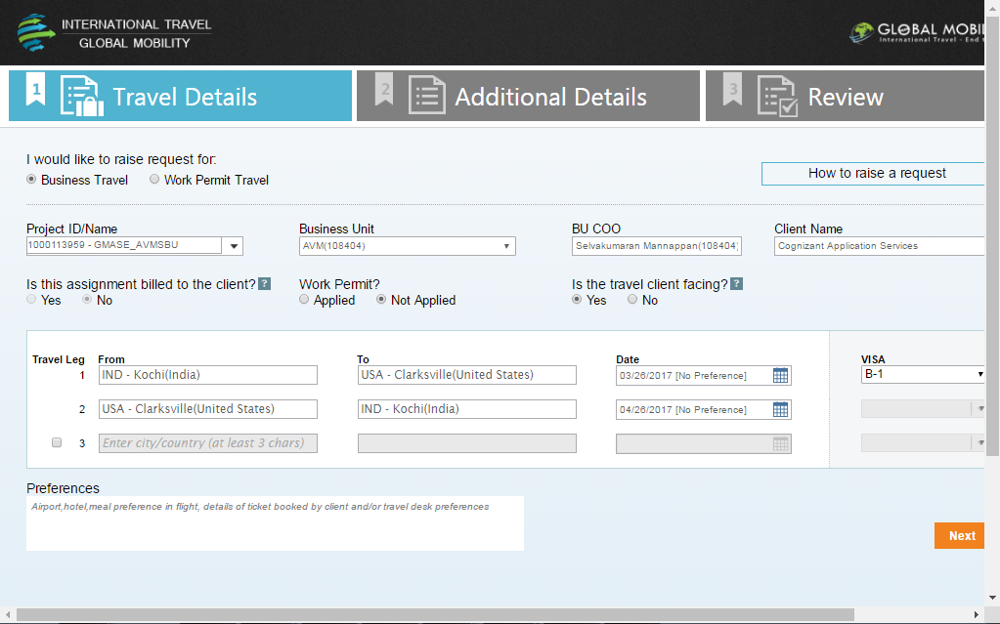 INTERNATIONAL TRAVEL
GLOBAL MOBILITY
GLOBAL MOBI
International Travel - End
1 Travel Details
2 Additional Details
3 Review
I would like to raise request for:
Business Travel Work Permit Travel
How to raise a request
Project ID/Name Business Unit BU COO Client Name
1000113959 - GMASE_AVMSBU AVM(108404) Selvakumaran Mannappan(108404) Cognizant Application Services
Is this assignment billed to the client? ? Work Permit? Is the travel client facing? ?
Yes No Applied Not Applied Yes No
Travel Leg From To Date VISA
1 IND - Kochi(India) USA - Clarksville(United States) 03/26/2017 [No Preference] B-1
2 USA - Clarksville(United States) IND - Kochi(India) 04/26/2017 [No Preference]
3 Enter city/country (at least 3 chars)
Preferences
Airport,hotel,meal preference in flight, details of ticket booked by client and/or travel desk preferences
Next